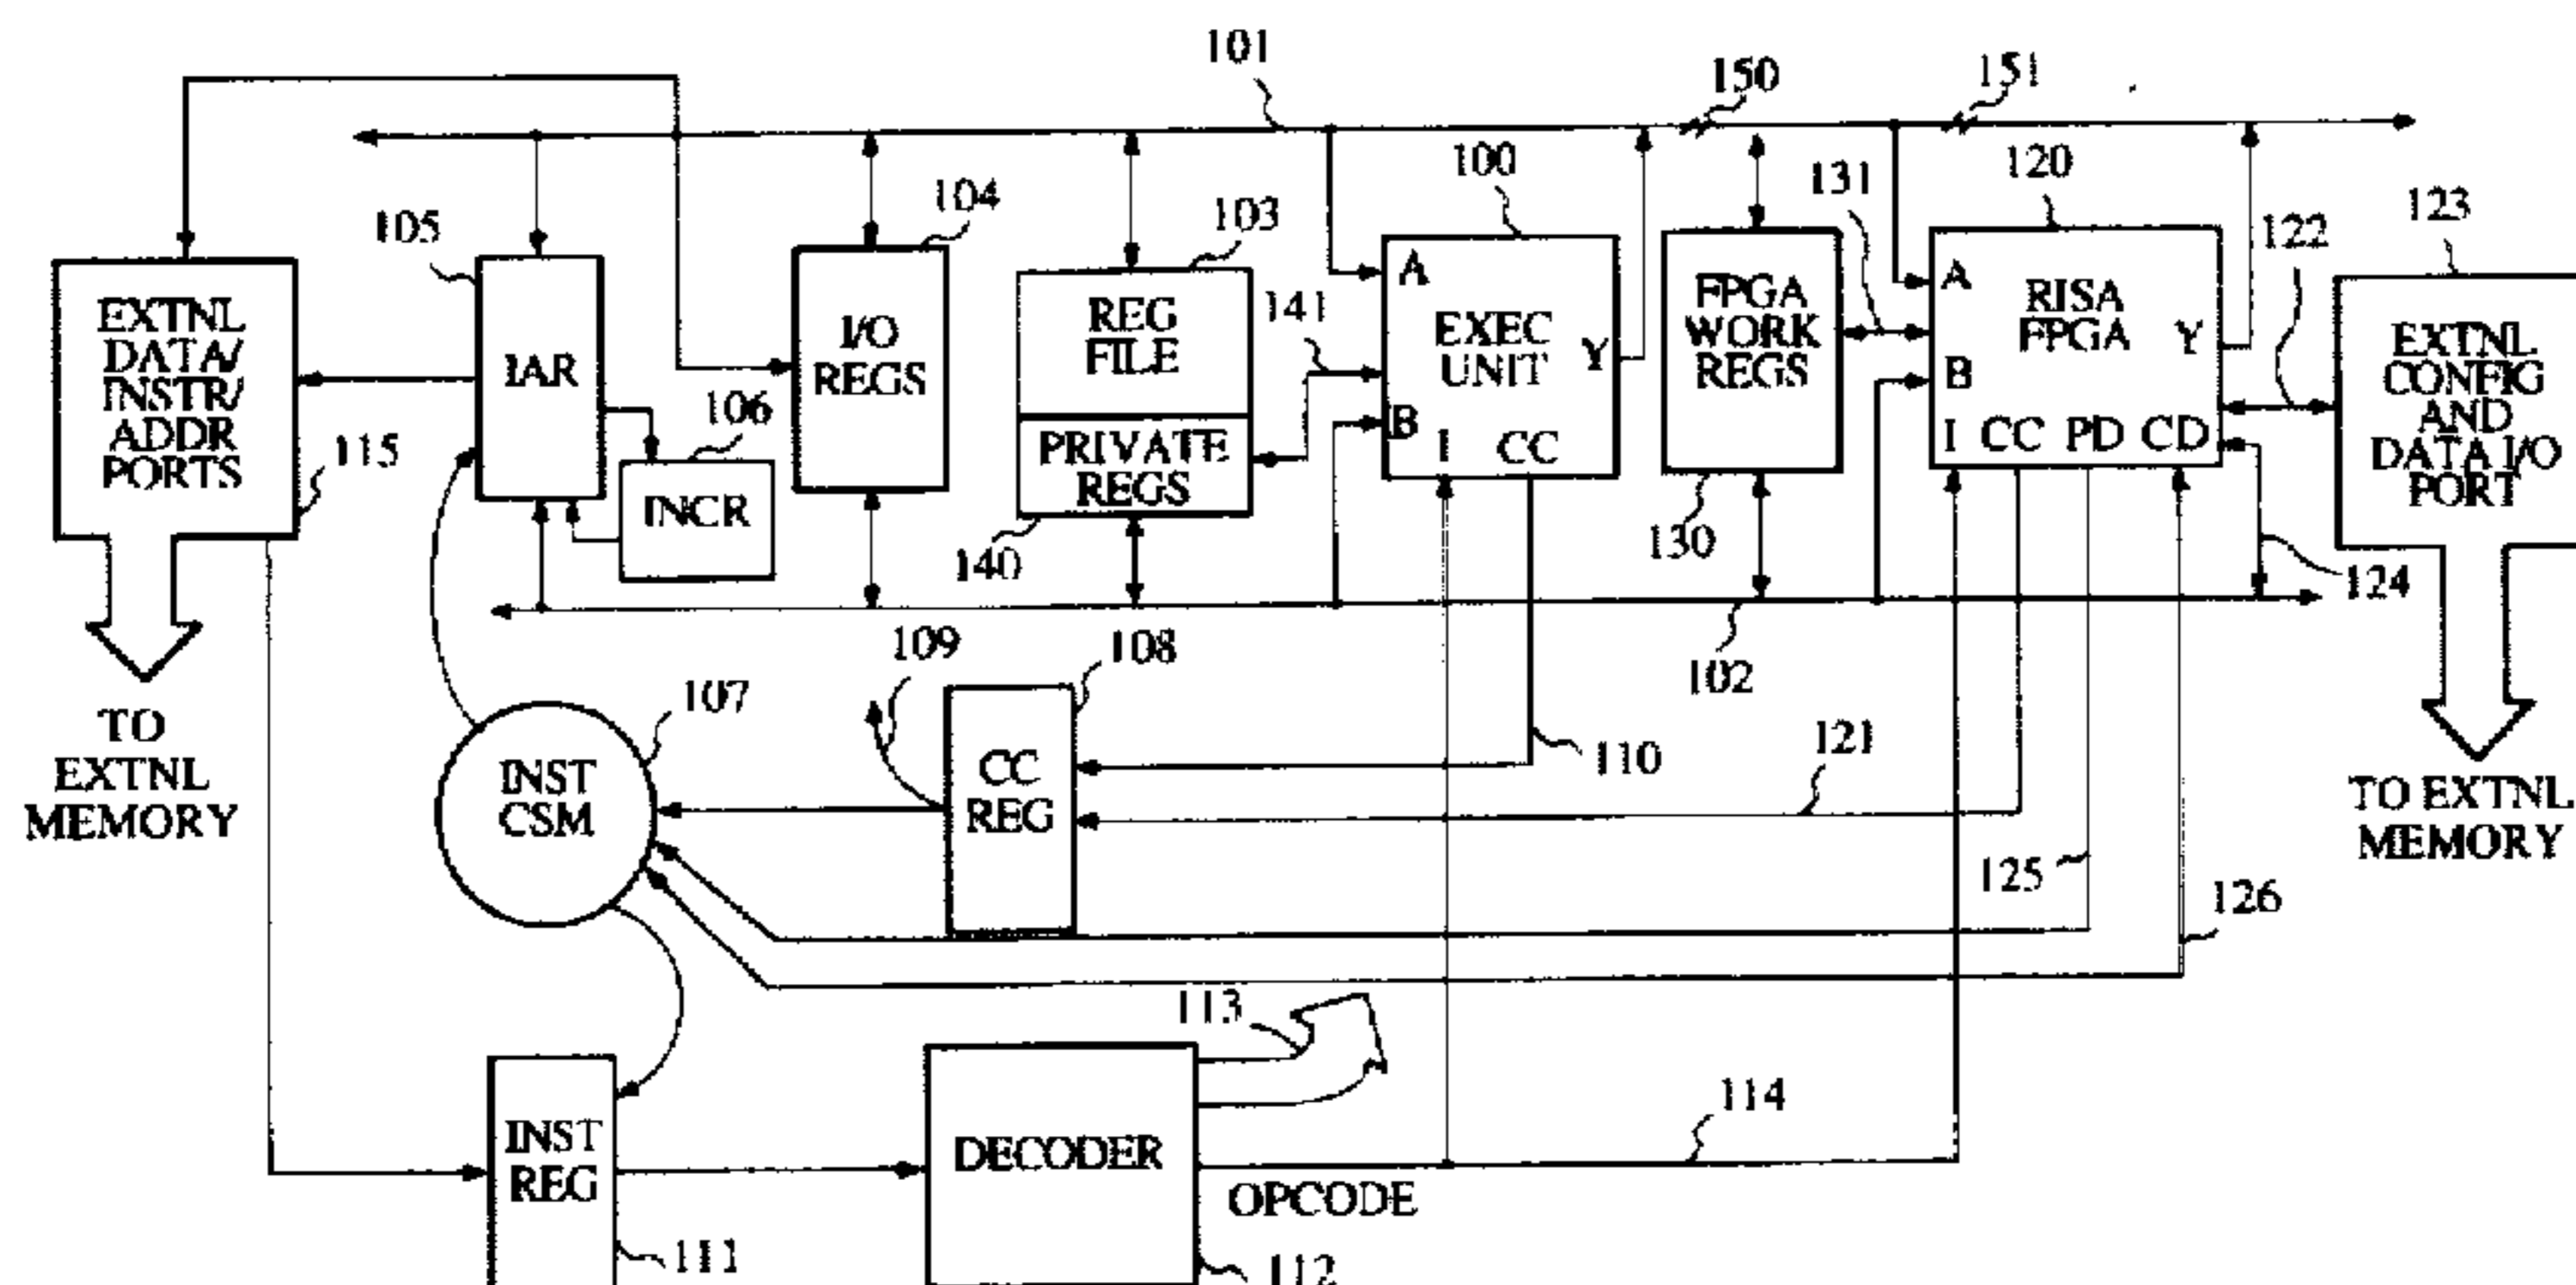 101
150
151
100
120
104
131
123
105
103
122
EXTNL
DATA/
INSTR/
ADDR
PORTS
IAR
I/O
REGS
REG
FILE
141
A
EXEC
UNIT
Y
B
I
CC
FPGA
WORK
REGS
A
RISA
FPGA
Y
B
I CC PD CD
EXTNL
CONFIG
AND
DATA I/O
PORT
106
115
PRIVATE
REGS
INCR
140
130
124
109
108
102
107
TO
EXTNL
MEMORY
INST
CSM
CC
REG
110
121
TO EXTNL
MEMORY
125
126
113
114
INST
REG
DECODER
OPCODE
111
112